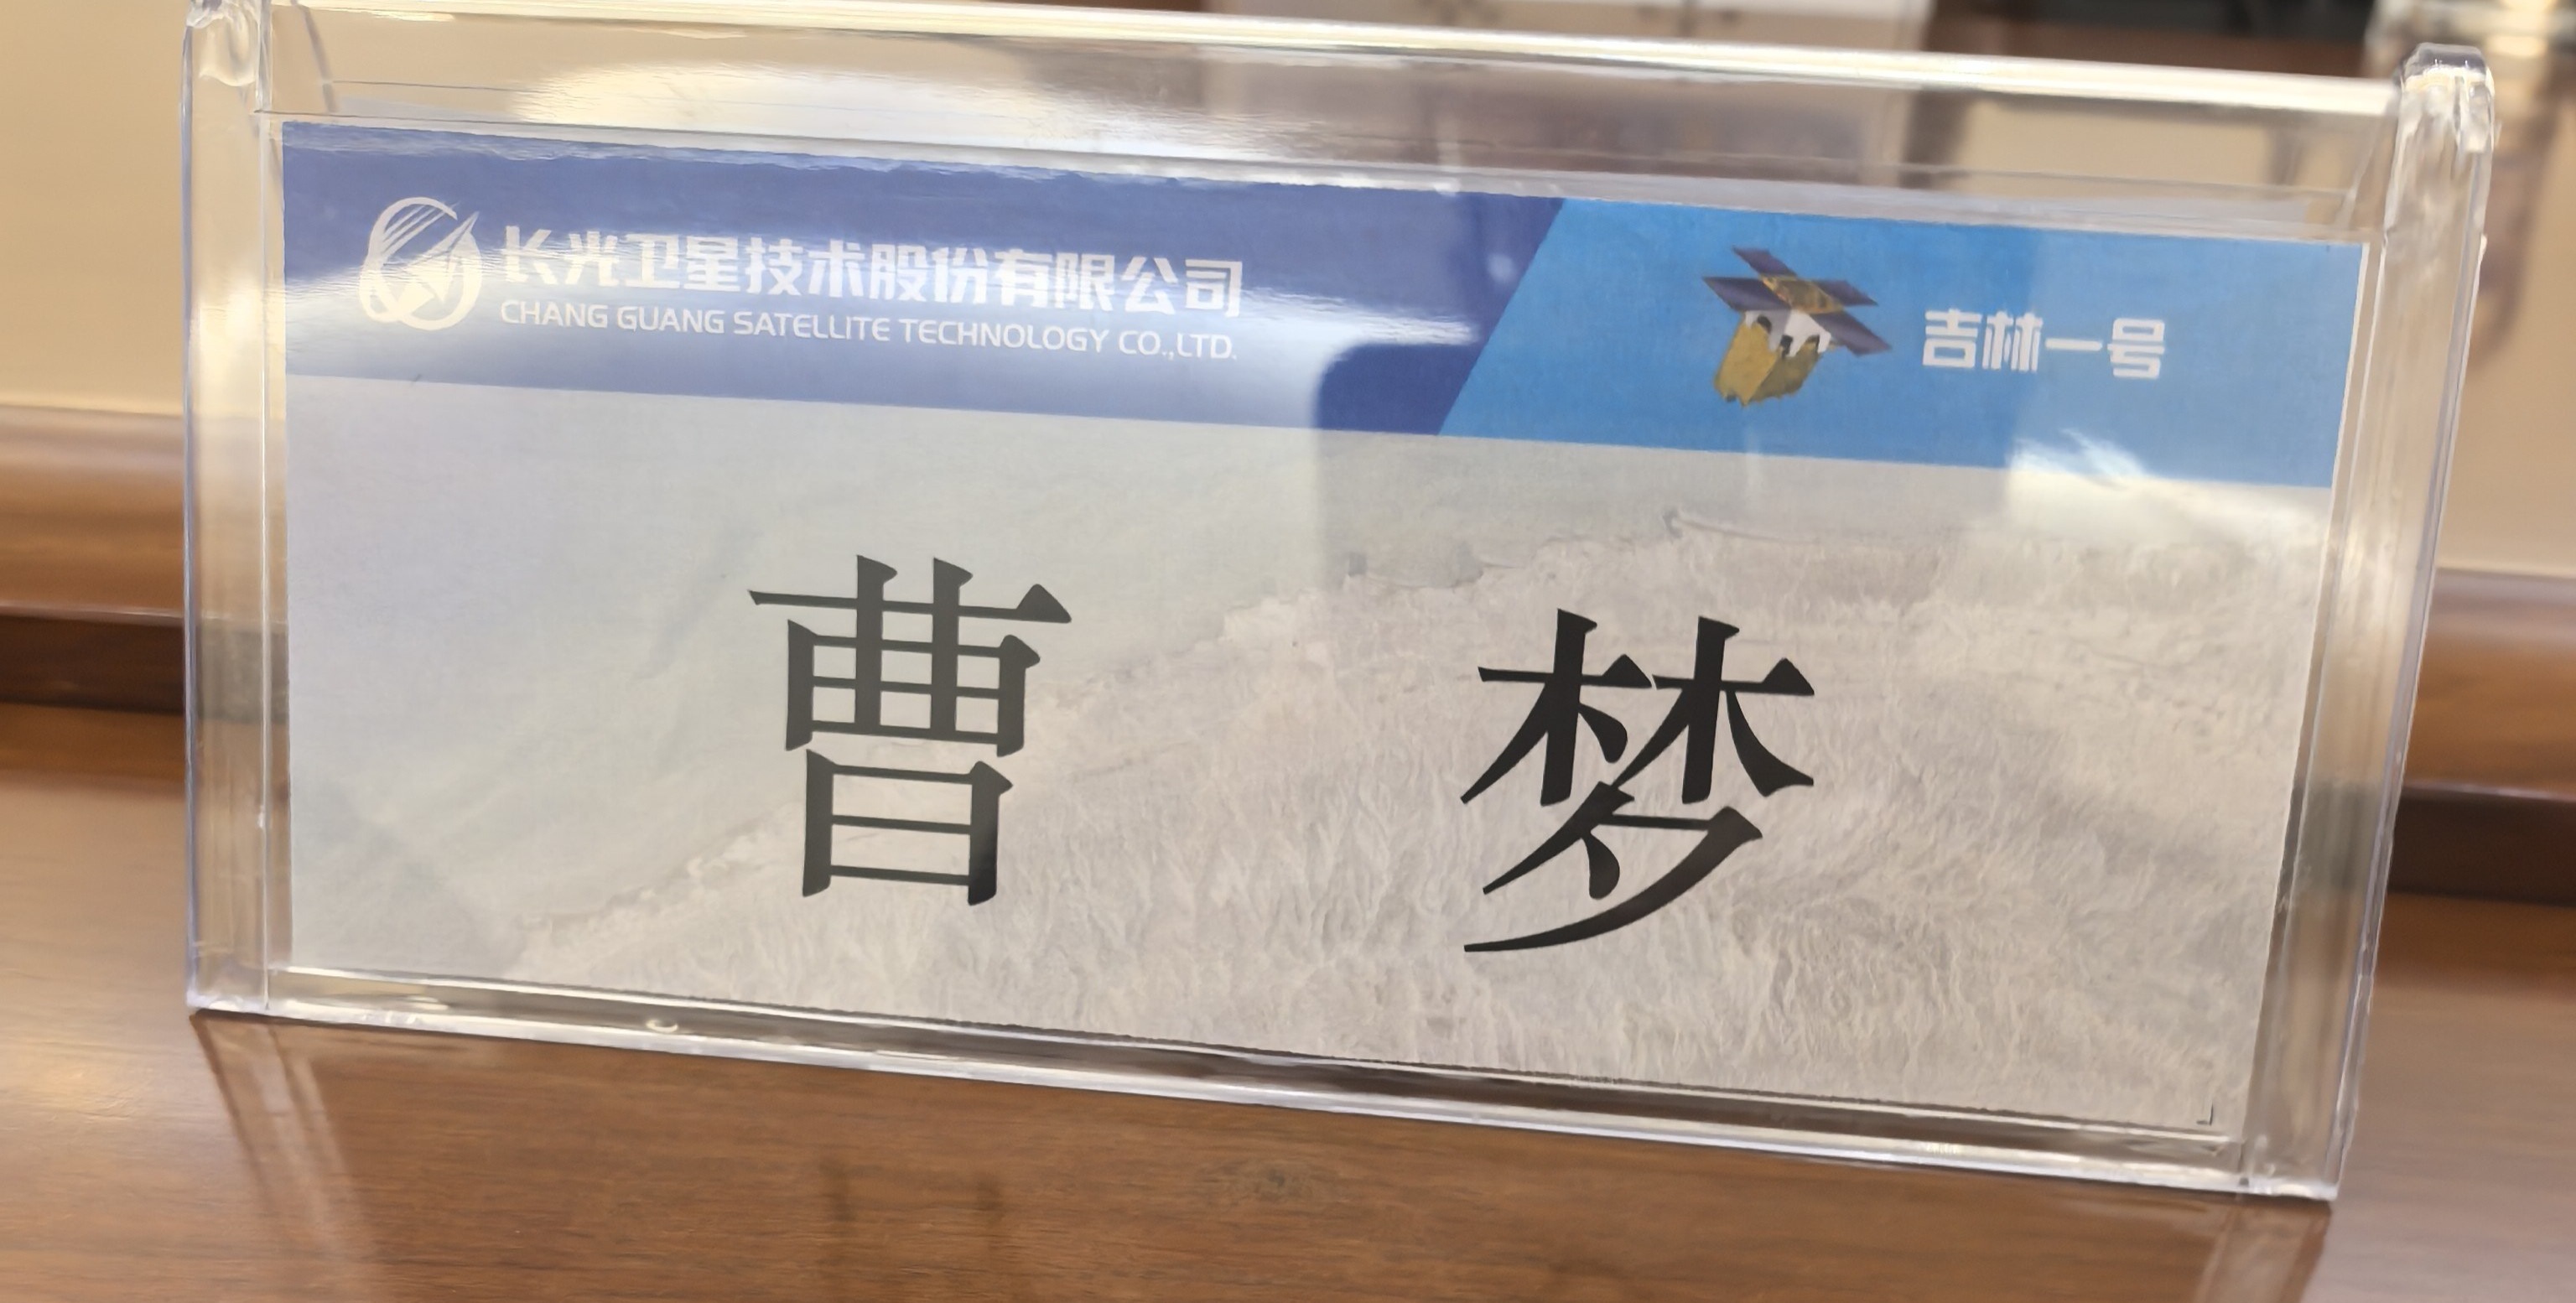 长光卫星技术股份有限公司
CHANG GUANG SATELLITE TECHNOLOGY CO.,LTD.
吉林一号
曹 梦